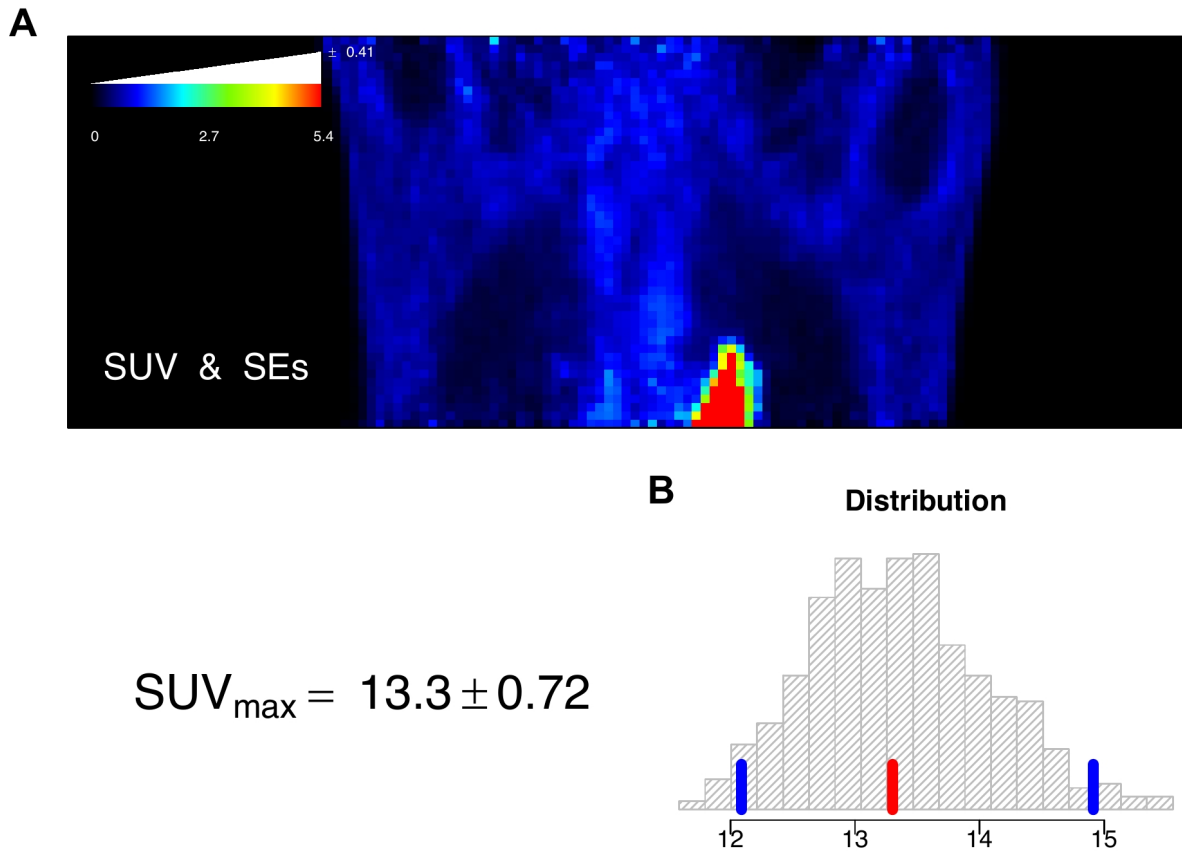 A
± 0.41
0 2.7 5.4
SUV & SEs
B
Distribution
SUVmax = 13.3 ± 0.72
12 13 14 15